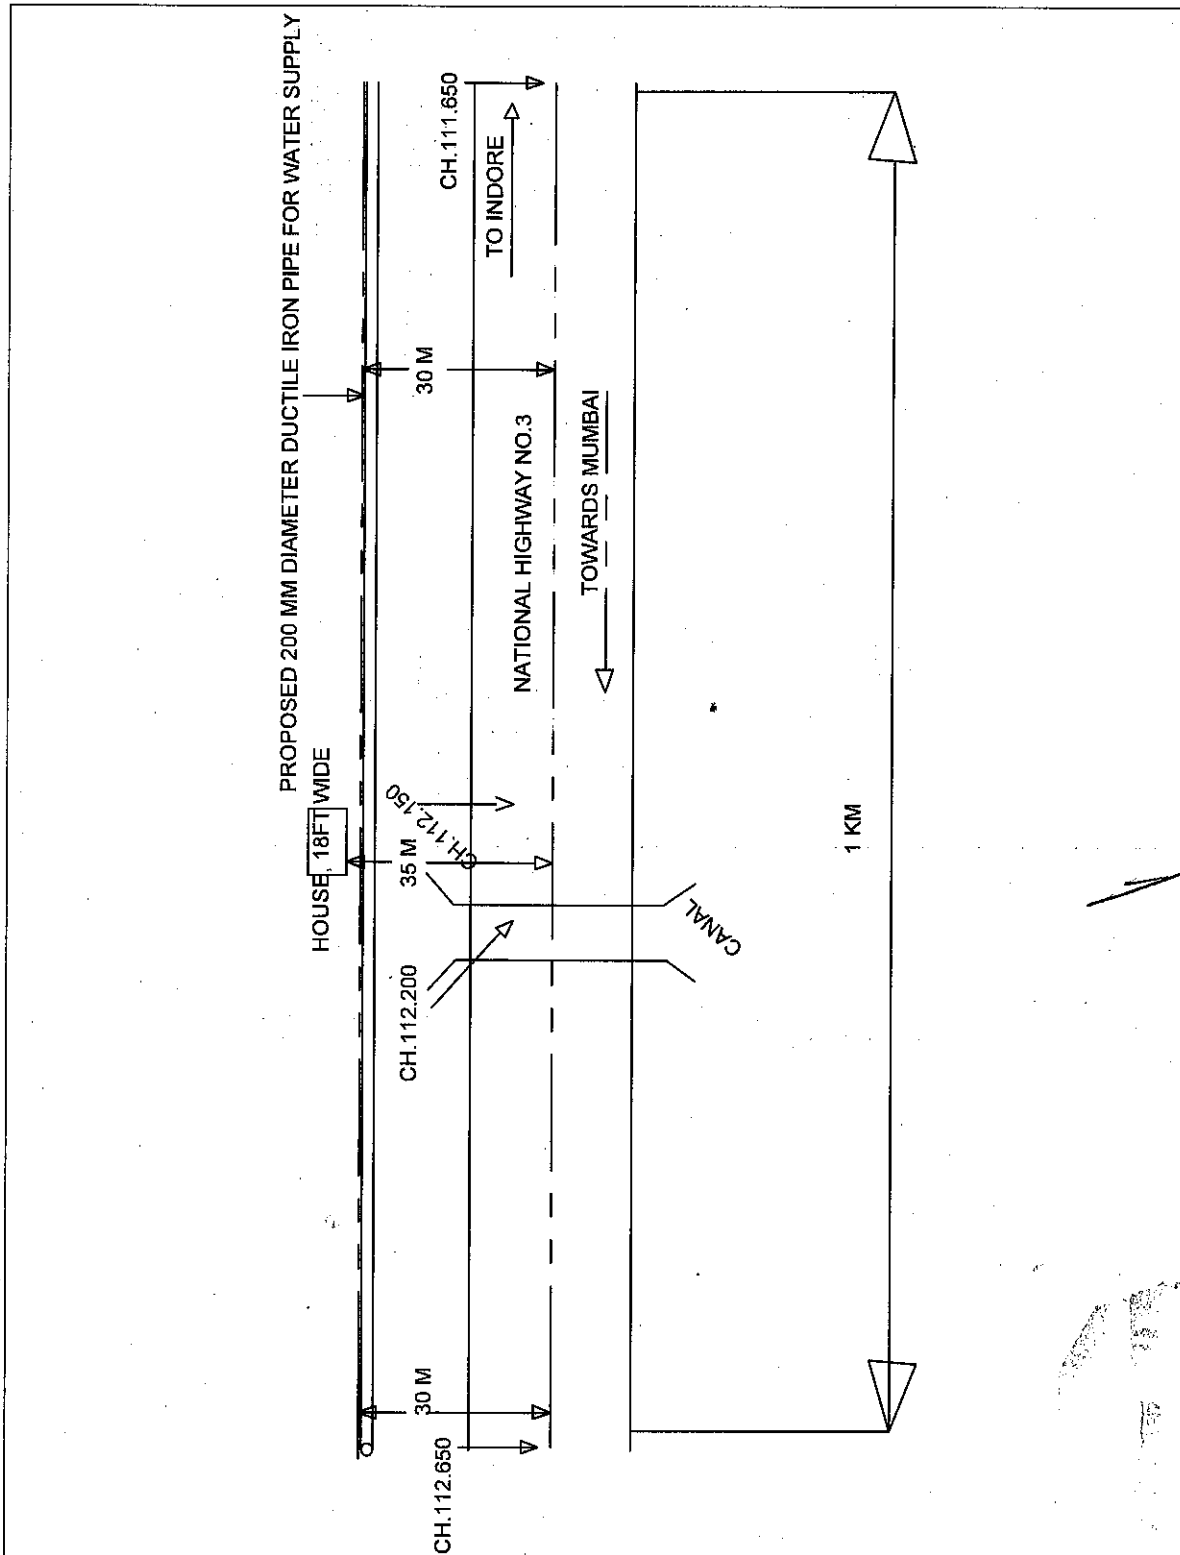 PROPOSED 200 MM DIAMETER DUCTILE IRON PIPE FOR WATER SUPPLY
HOUSE, 18FT WIDE
30 M
35 M
30 M
CH.112.650
CH.112.200
CH.112.150
CH.111.650
TO INDORE
NATIONAL HIGHWAY NO.3
TOWARDS MUMBAI
CANAL
1 KM